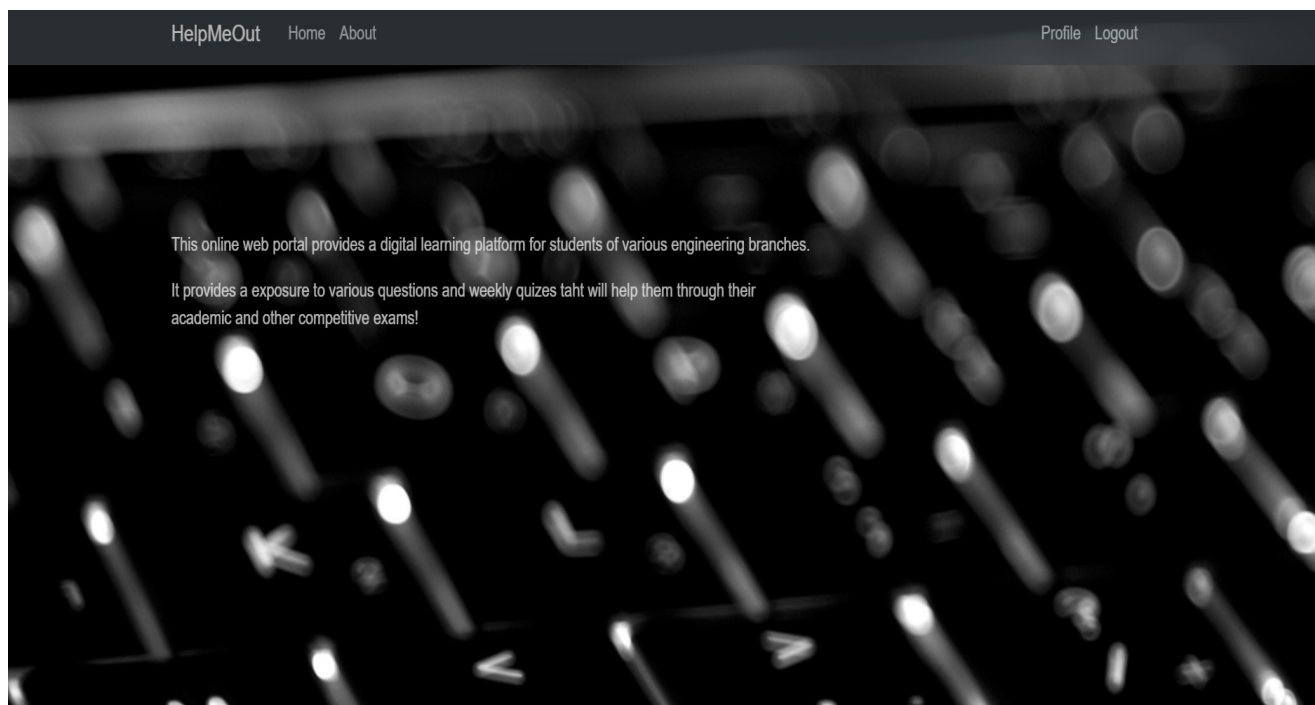 HelpMeOut Home About Profile Logout
This online web portal provides a digital learning platform for students of various engineering branches.
It provides a exposure to various questions and weekly quizes taht will help them through their
academic and other competitive exams!
K
L
<
>